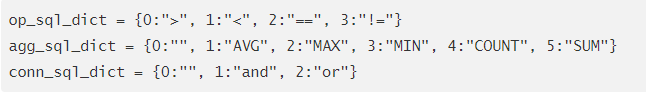 op_sql_dict = {0:">", 1:"<", 2:"==", 3:"!="}
agg_sql_dict = {0:"", 1:"AVG", 2:"MAX", 3:"MIN", 4:"COUNT", 5:"SUM"}
conn_sql_dict = {0:"", 1:"and", 2:"or"}